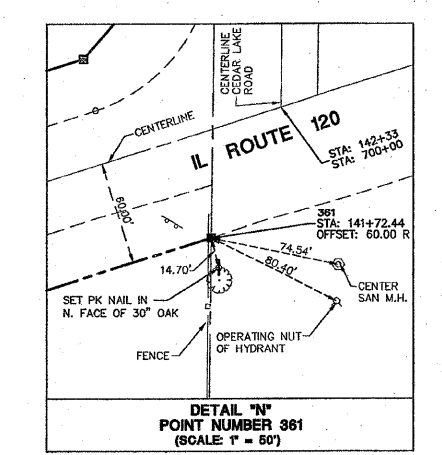 CENTERLINE
CEDAR LAKE
ROAD
CENTERLINE
IL ROUTE 120
STA: 142+33
STA: 700+00
60.00'
361
STA: 141+72.44
OFFSET: 60.00 R
74.54'
80.40'
14.70'
CENTER
SAN M.H.
SET PK NAIL IN
N. FACE OF 30" OAK
OPERATING NUT
OF HYDRANT
FENCE
DETAIL "N"
POINT NUMBER 361
(SCALE: 1" = 50')